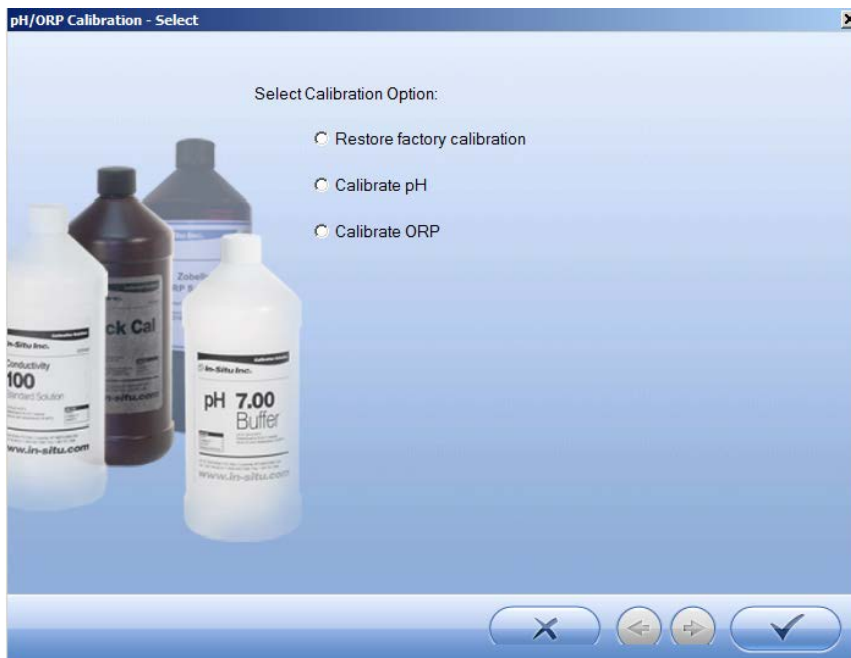 pH/ORP Calibration - Select
Select Calibration Option:
Restore factory calibration
Calibrate pH
Calibrate ORP
Zobell
RP S
ck Cal
In-Situ Inc.
Conductivity
100
Standard Solution
www.in-situ.com
In-Situ Inc.
pH 7.00
Buffer
www.in-situ.com